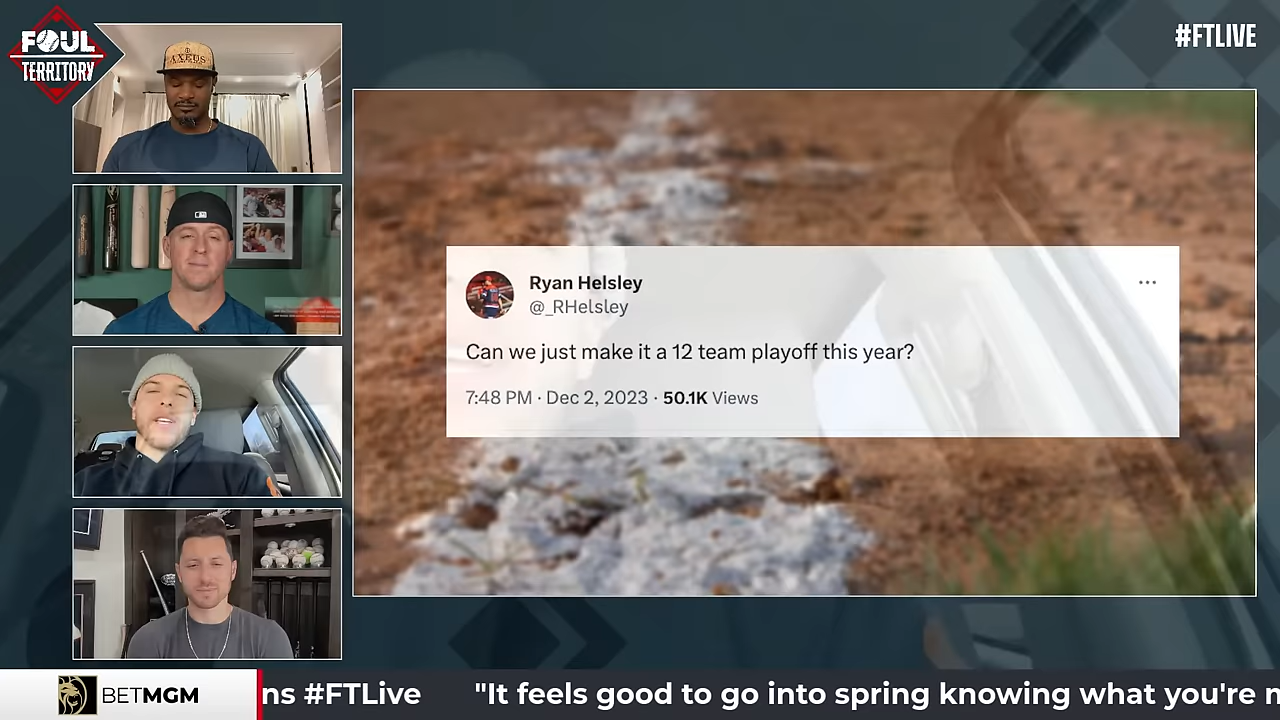 FOUL
TERRITORY
#FTLIVE
AXEUS
Ryan Helsley
@_RHelsley
Can we just make it a 12 team playoff this year?
7:48 PM · Dec 2, 2023 · 50.1K Views
BETMGM
ns #FTLive "It feels good to go into spring knowing what you're